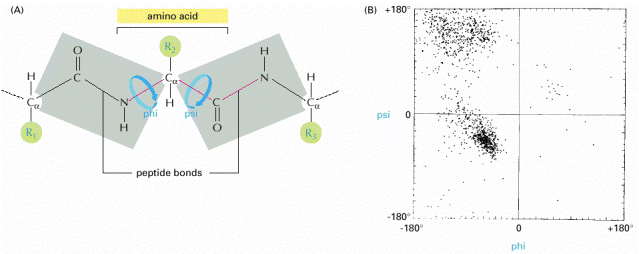 (A)
amino acid
R2
O
H
H
C
Cα
N
H
Cα
N
H
C
Cα
phi
psi
H
O
R1
R3
peptide bonds
(B)
+180°
psi
0
-180°
-180°
0
+180°
phi